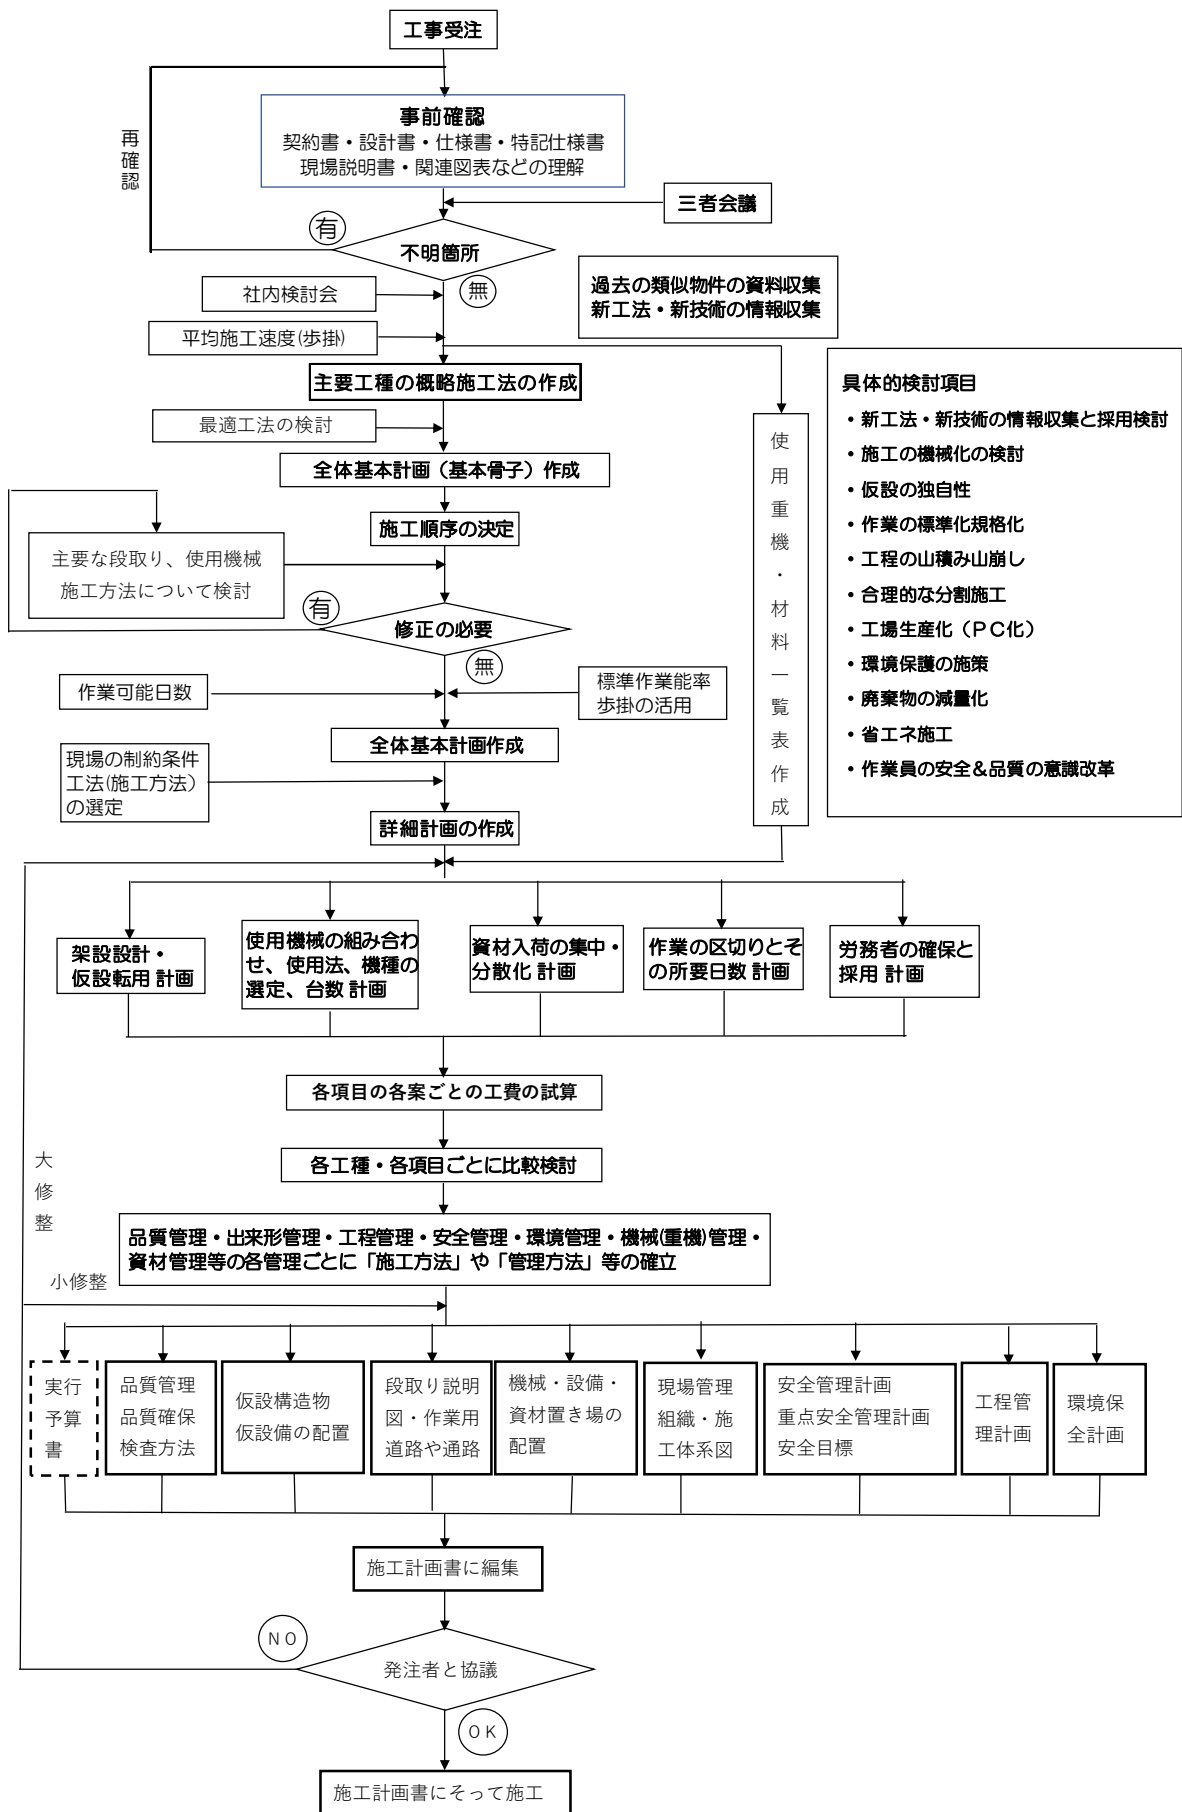 工事受注
再確認
事前確認
契約書・設計書・仕様書・特記仕様書
現場説明書・関連図表などの理解
三者会議
有
不明箇所
無
社内検討会
過去の類似物件の資料収集
新工法・新技術の情報収集
平均施工速度(歩掛)
主要工種の概略施工法の作成
最適工法の検討
全体基本計画（基本骨子）作成
施工順序の決定
主要な段取り、使用機械
施工方法について検討
有
修正の必要
無
作業可能日数
標準作業能率
歩掛の活用
全体基本計画作成
現場の制約条件
工法(施工方法）
の選定
詳細計画の作成
使用重機・材料一覧表作成
具体的検討項目
・新工法・新技術の情報収集と採用検討
・施工の機械化の検討
・仮設の独自性
・作業の標準化規格化
・工程の山積み山崩し
・合理的な分割施工
・工場生産化（ＰＣ化）
・環境保護の施策
・廃棄物の減量化
・省エネ施工
・作業員の安全＆品質の意識改革
架設設計・
仮設転用 計画
使用機械の組み合わ
せ、使用法、機種の
選定、台数 計画
資材入荷の集中・
分散化 計画
作業の区切りとそ
の所要日数 計画
労務者の確保と
採用 計画
各項目の各案ごとの工費の試算
各工種・各項目ごとに比較検討
大修整
品質管理・出来形管理・工程管理・安全管理・環境管理・機械(重機)管理・
資材管理等の各管理ごとに「施工方法」や「管理方法」等の確立
小修整
実行
予算
書
品質管理
品質確保
検査方法
仮設構造物
仮設備の配置
段取り説明
図・作業用
道路や通路
機械・設備・
資材置き場の
配置
現場管理
組織・施
工体系図
安全管理計画
重点安全管理計画
安全目標
工程管
理計画
環境保
全計画
施工計画書に編集
ＮＯ
発注者と協議
ＯＫ
施工計画書にそって施工